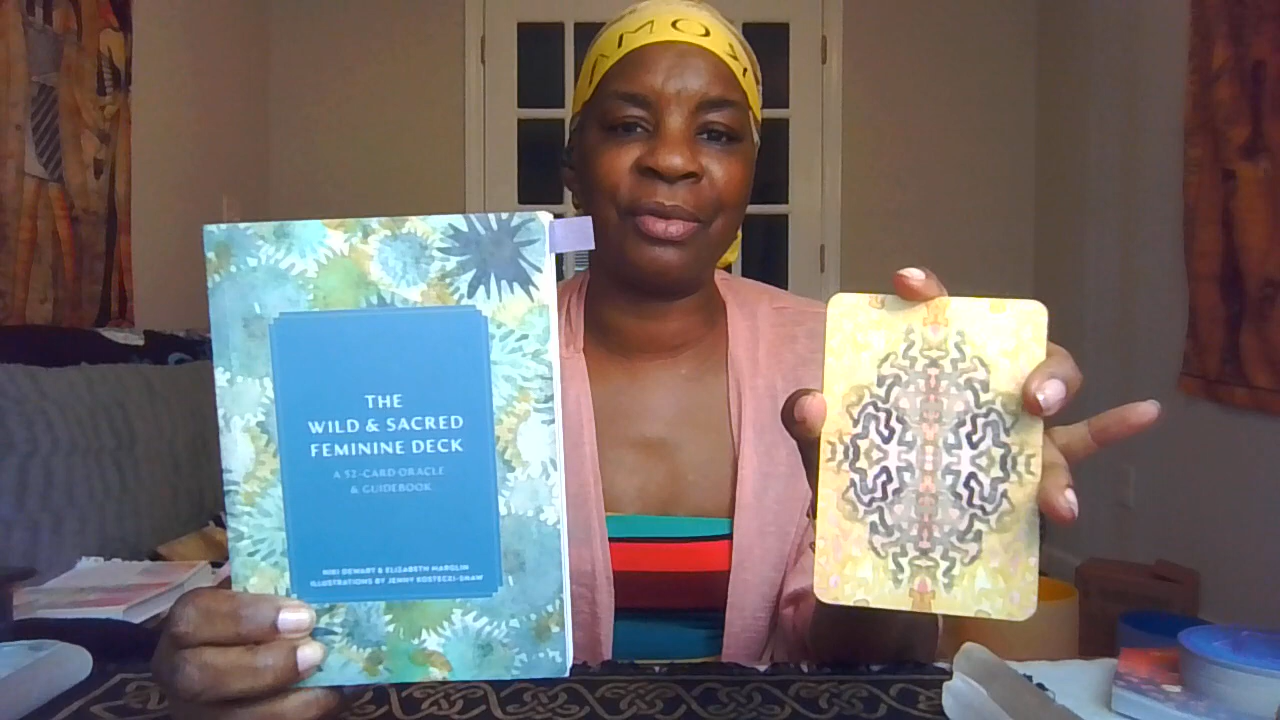 THE
WILD & SACRED
FEMININE DECK
A 52-CARD ORACLE
& GUIDEBOOK
NIKI DEWART & ELIZABETH MARGLIN
ILLUSTRATIONS BY JENNY KOSTECKI-SHAW